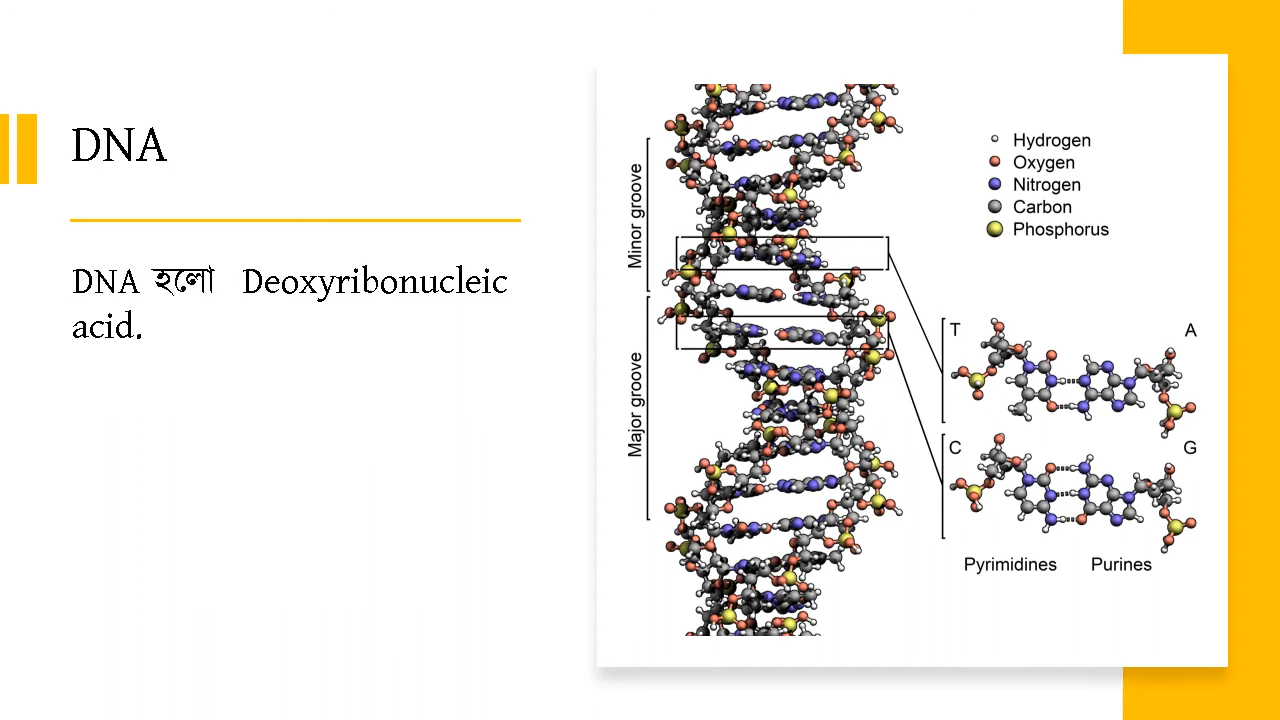 DNA
DNA হলো Deoxyribonucleic
acid.
Minor groove
Major groove
Hydrogen
Oxygen
Nitrogen
Carbon
Phosphorus
T A
C G
Pyrimidines Purines